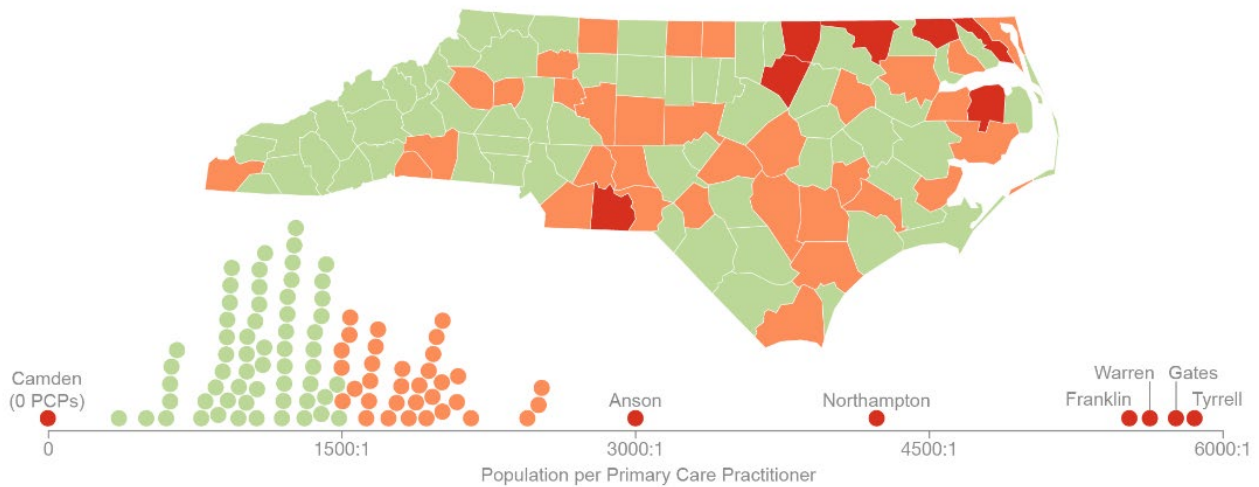 Camden
(0 PCPs)
Anson
Northampton
Warren
Gates
Franklin
Tyrrell
0
1500:1
3000:1
4500:1
6000:1
Population per Primary Care Practitioner